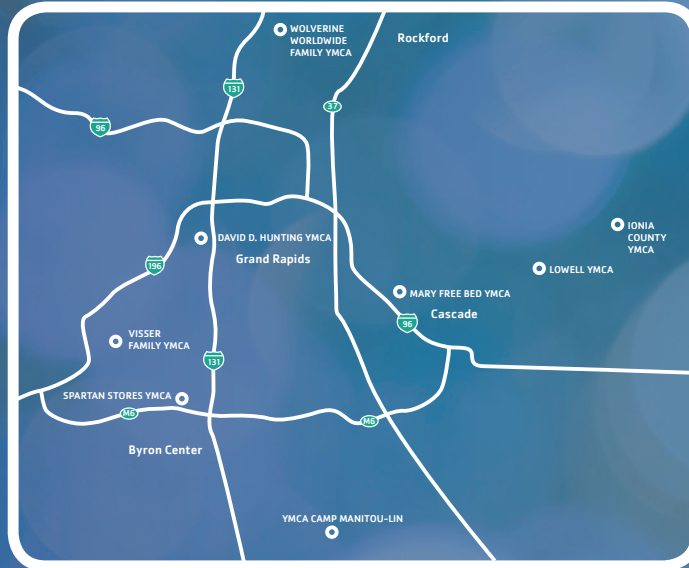 WOLVERINE
WORLDWIDE
FAMILY YMCA
Rockford
131
37
96
IONIA
COUNTY
YMCA
DAVID D. HUNTING YMCA
Grand Rapids
196
LOWELL YMCA
MARY FREE BED YMCA
Cascade
96
VISSER
FAMILY YMCA
131
SPARTAN STORES YMCA
M6
M6
Byron Center
YMCA CAMP MANITOU-LIN